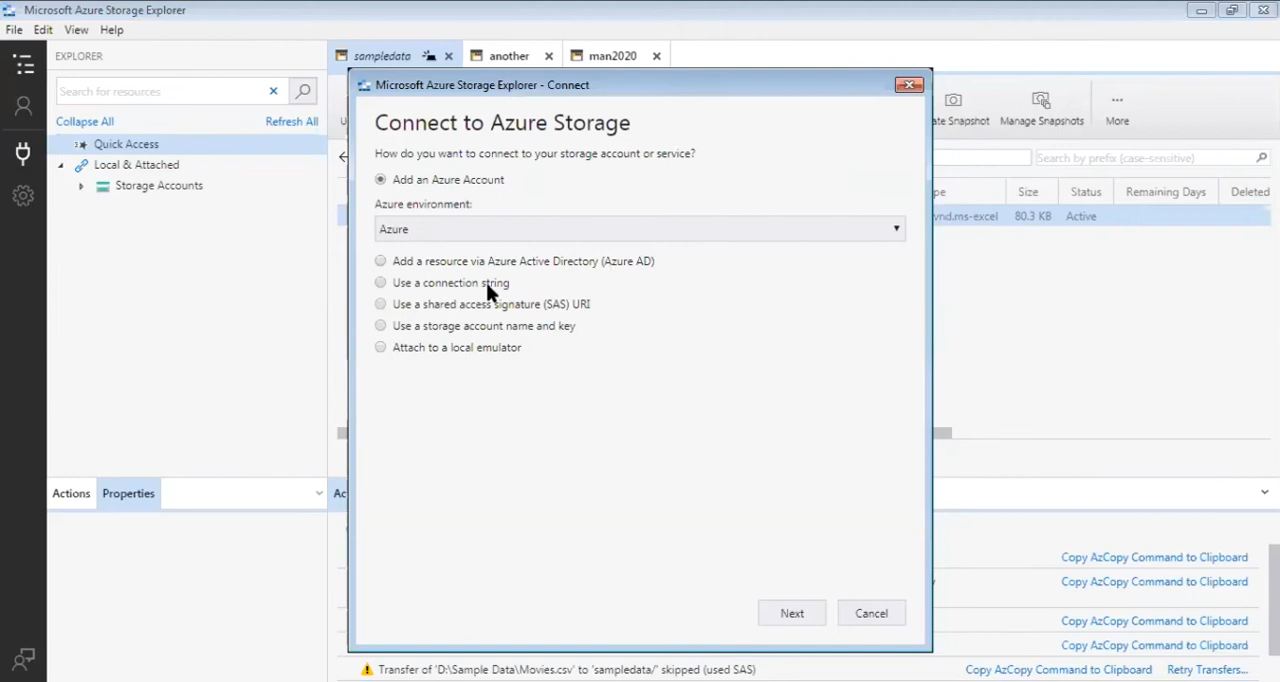 Microsoft Azure Storage Explorer
File Edit View Help
EXPLORER
Search for resources
Collapse All Refresh All
Quick Access
Local & Attached
Storage Accounts
Actions Properties
sampledata another man2020
Microsoft Azure Storage Explorer - Connect
Connect to Azure Storage
How do you want to connect to your storage account or service?
Add an Azure Account
Azure environment:
Azure
Add a resource via Azure Active Directory (Azure AD)
Use a connection string
Use a shared access signature (SAS) URI
Use a storage account name and key
Attach to a local emulator
Next Cancel
ate Snapshot Manage Snapshots More
Search by prefix (case-sensitive)
pe Size Status Remaining Days Deleted
vnd.ms-excel 80.3 KB Active
Ac
Copy AzCopy Command to Clipboard
Copy AzCopy Command to Clipboard
Copy AzCopy Command to Clipboard
Copy AzCopy Command to Clipboard
Transfer of 'D:\Sample Data\Movies.csv' to 'sampledata/' skipped (used SAS) Copy AzCopy Command to Clipboard Retry Transfers...